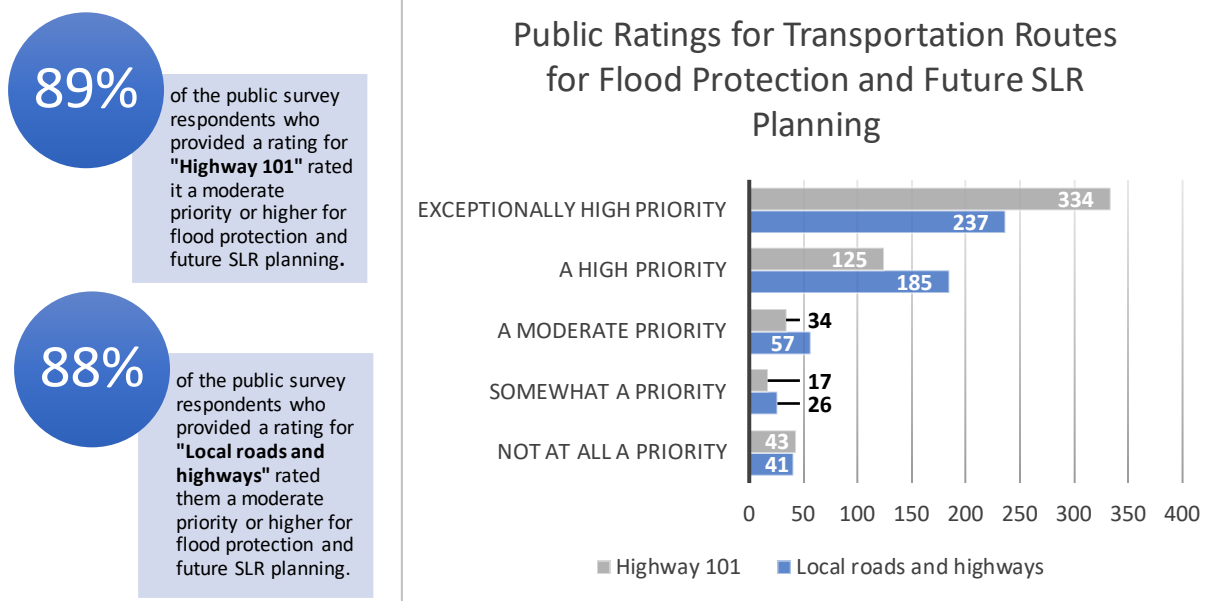 89%
of the public survey
respondents who
provided a rating for
"Highway 101" rated
it a moderate
priority or higher for
flood protection and
future SLR planning.
88%
of the public survey
respondents who
provided a rating for
"Local roads and
highways" rated
them a moderate
priority or higher for
flood protection and
future SLR planning.
Public Ratings for Transportation Routes
for Flood Protection and Future SLR
Planning
EXCEPTIONALLY HIGH PRIORITY
334
237
A HIGH PRIORITY
125
185
A MODERATE PRIORITY
34
57
SOMEWHAT A PRIORITY
17
26
NOT AT ALL A PRIORITY
43
41
0 50 100 150 200 250 300 350 400
Highway 101 Local roads and highways